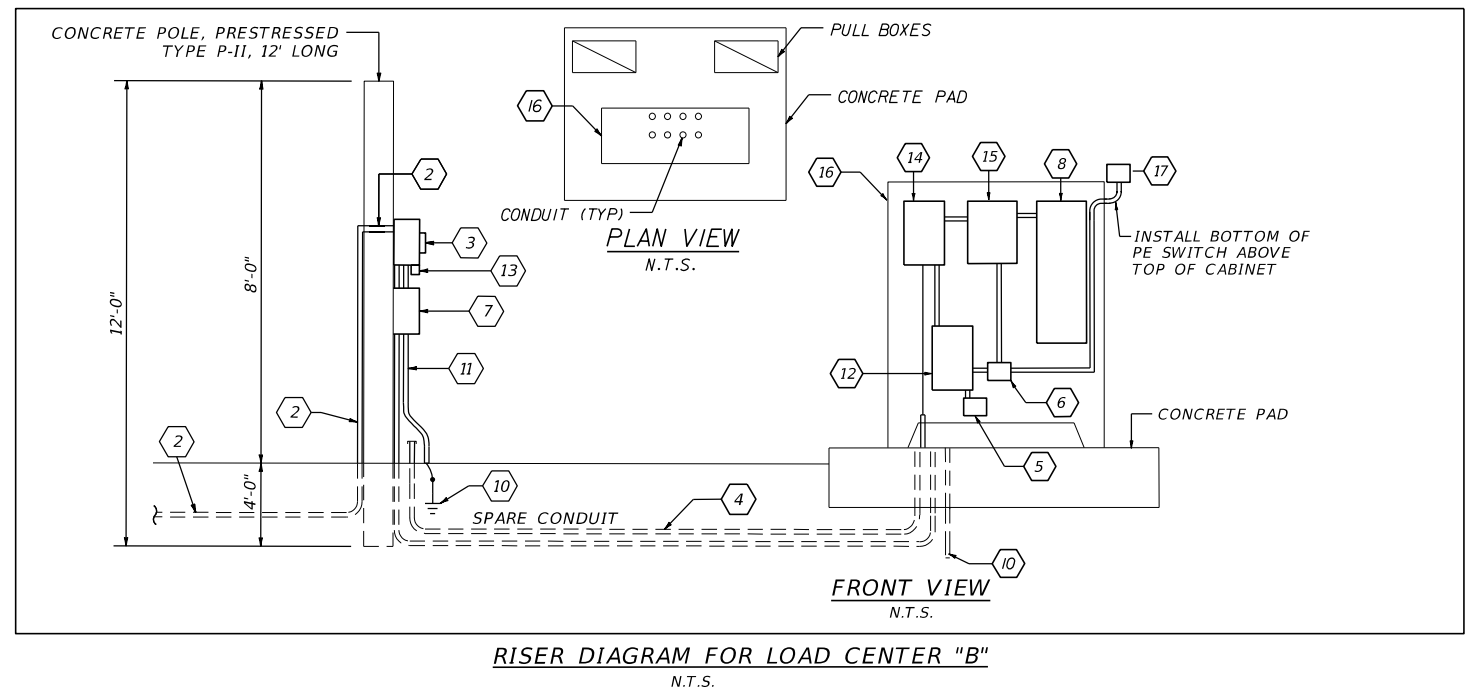 CONCRETE POLE, PRESTRESSED
TYPE P-II, 12' LONG
PULL BOXES
16
CONCRETE PAD
CONDUIT (TYP)
PLAN VIEW
N.T.S.
2
3
13
7
11
2
2
12'-0"
8'-0"
4'-0"
10
SPARE CONDUIT
4
14
15
8
17
16
INSTALL BOTTOM OF
PE SWITCH ABOVE
TOP OF CABINET
12
6
5
CONCRETE PAD
10
FRONT VIEW
N.T.S.
RISER DIAGRAM FOR LOAD CENTER "B"
N.T.S.